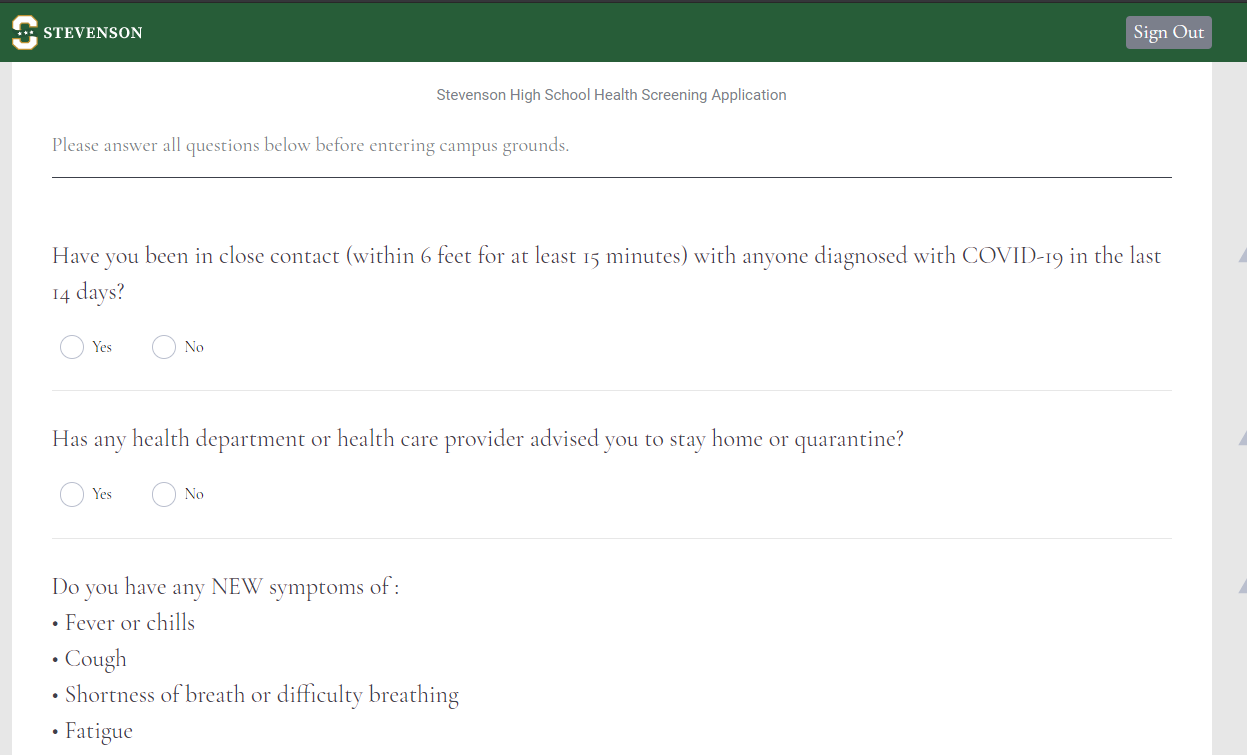 STEVENSON
Sign Out
Stevenson High School Health Screening Application
Please answer all questions below before entering campus grounds.
Have you been in close contact (within 6 feet for at least 15 minutes) with anyone diagnosed with COVID-19 in the last
14 days?
Yes No
Has any health department or health care provider advised you to stay home or quarantine?
Yes No
Do you have any NEW symptoms of :
• Fever or chills
• Cough
• Shortness of breath or difficulty breathing
• Fatigue